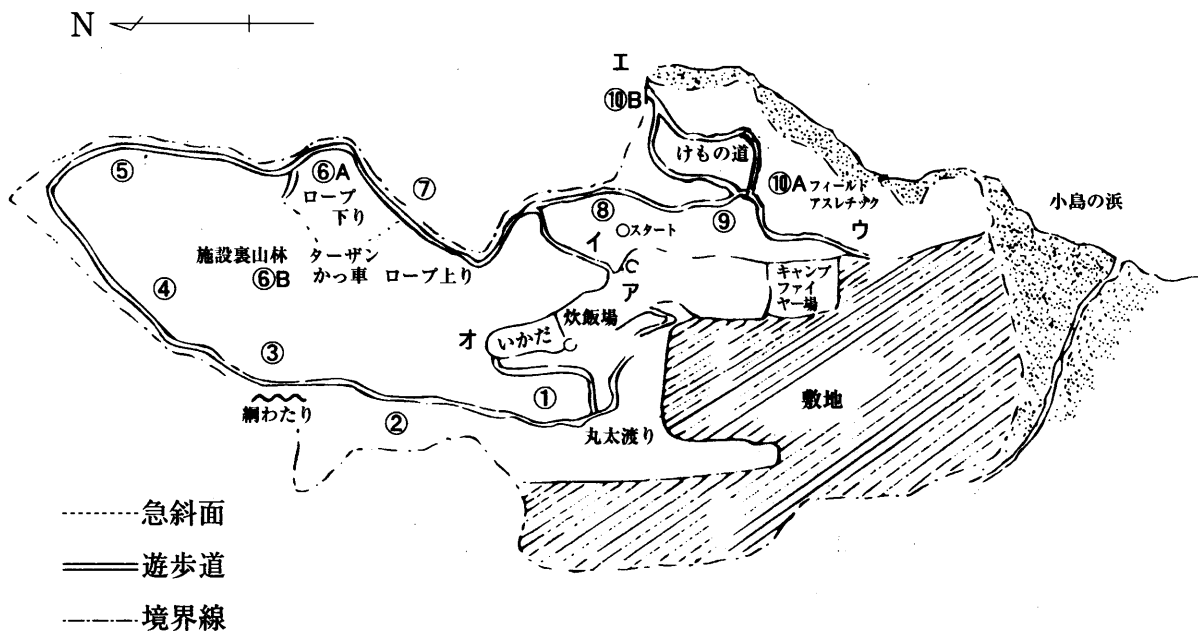 N
エ
⑩B
けもの道
⑤
⑥A
ロープ
下り
⑦
⑩A フィールド
アスレチック
小島の浜
⑧
○スタート
⑨
ウ
イ
施設裏山林
⑥B
ターザン
かっ車
ロープ上り
キャンプ
ファイ
ヤー場
ア
④
炊飯場
オ
いかだ
③
①
敷地
綱わたり
②
丸太渡り
急斜面
遊歩道
境界線